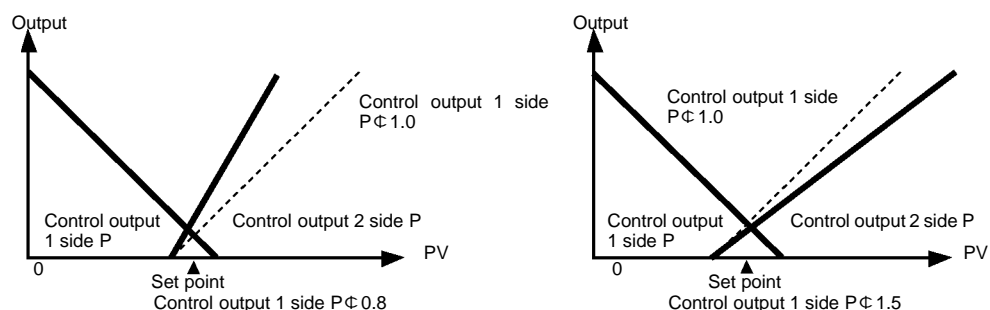 Output
Control output 1 side
P₵1.0
Control output
1 side P
Control output 2 side P
PV
0
Set point
Control output 1 side P₵0.8
Output
Control output 1 side
P₵1.0
Control output
1 side P
Control output 2 side P
PV
0
Set point
Control output 1 side P₵1.5